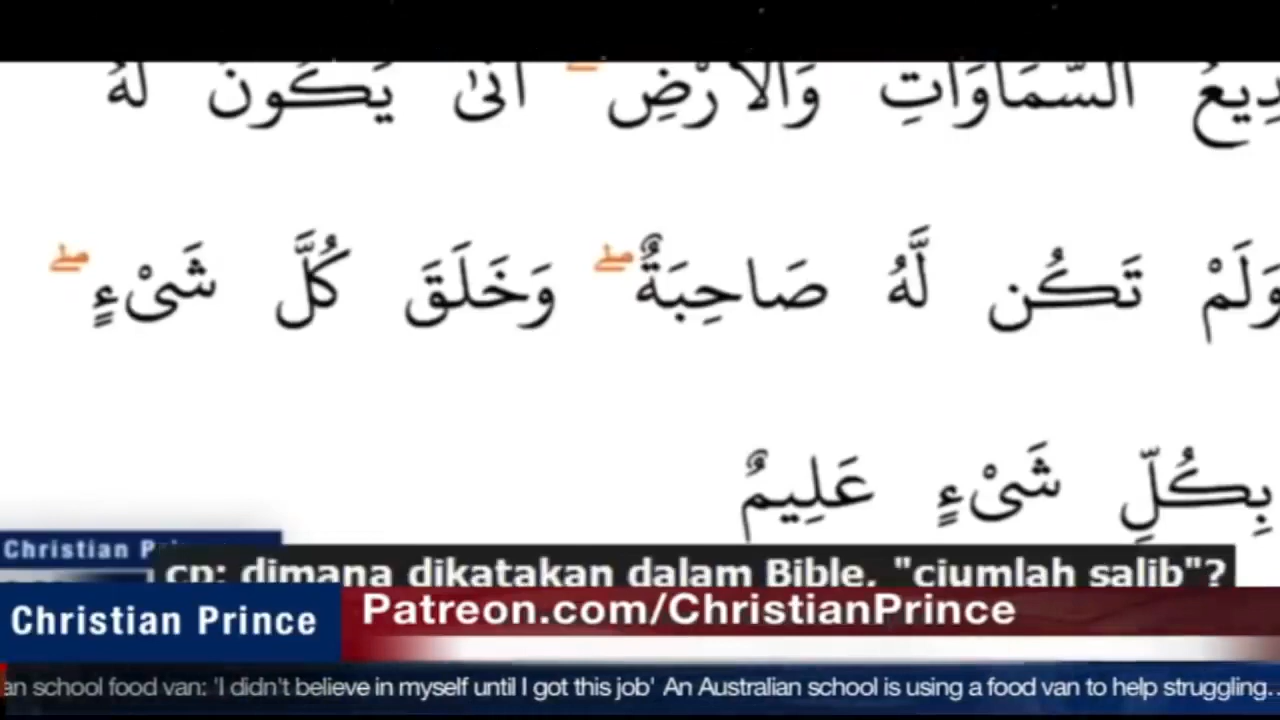 السَّمَاوَاتِ وَالْأَرْضِ ۖ أَنَّىٰ يَكُونُ لَهُ
وَلَمْ تَكُن لَّهُ صَاحِبَةٌ ۖ وَخَلَقَ كُلَّ شَيْءٍ ۖ
بِكُلِّ شَيْءٍ عَلِيمٌ
Christian
cp: dimana dikatakan dalam Bible, "ciumlah salib"?
Christian Prince
Patreon.com/ChristianPrince
an school food van: 'I didn't believe in myself until I got this job' An Australian school is using a food van to help struggling...